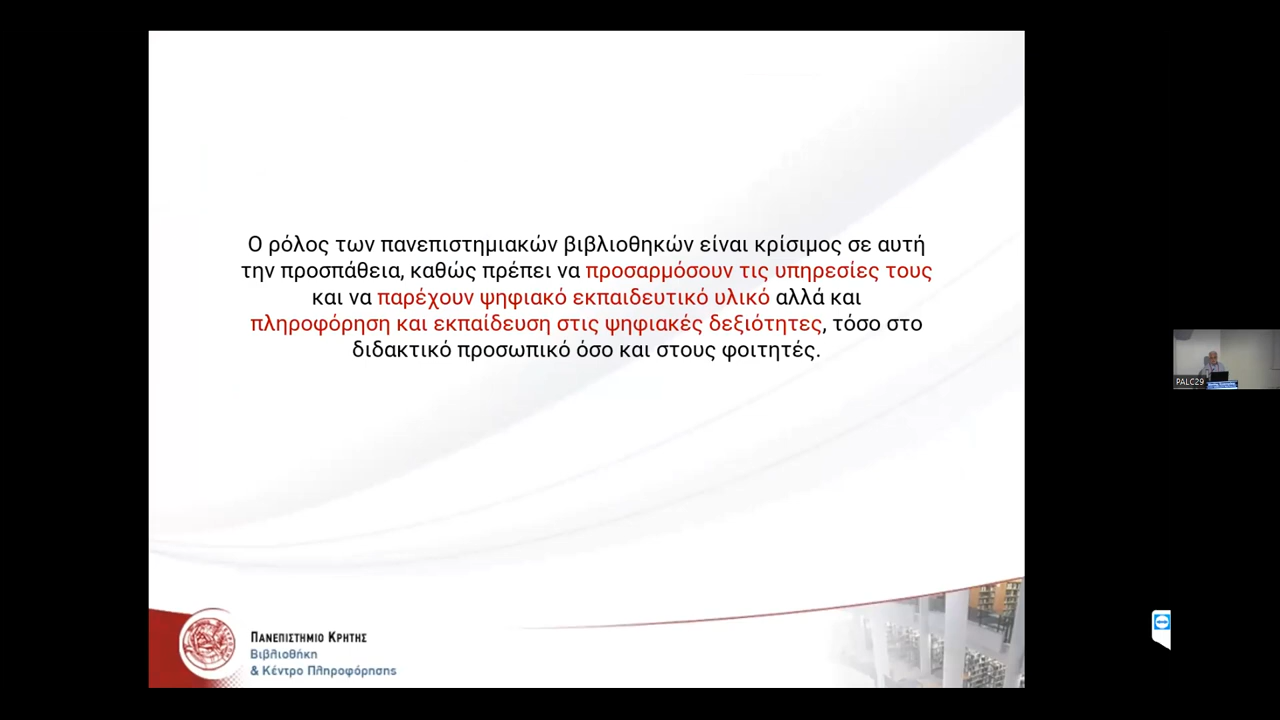 Ο ρόλος των πανεπιστημιακών βιβλιοθηκών είναι κρίσιμος σε αυτή
την προσπάθεια, καθώς πρέπει να προσαρμόσουν τις υπηρεσίες τους
και να παρέχουν ψηφιακό εκπαιδευτικό υλικό αλλά και
πληροφόρηση και εκπαίδευση στις ψηφιακές δεξιότητες, τόσο στο
διδακτικό προσωπικό όσο και στους φοιτητές.
PALC29
ΠΑΝΕΠΙΣΤΗΜΙΟ ΚΡΗΤΗΣ
Βιβλιοθήκη
& Κέντρο Πληροφόρησης